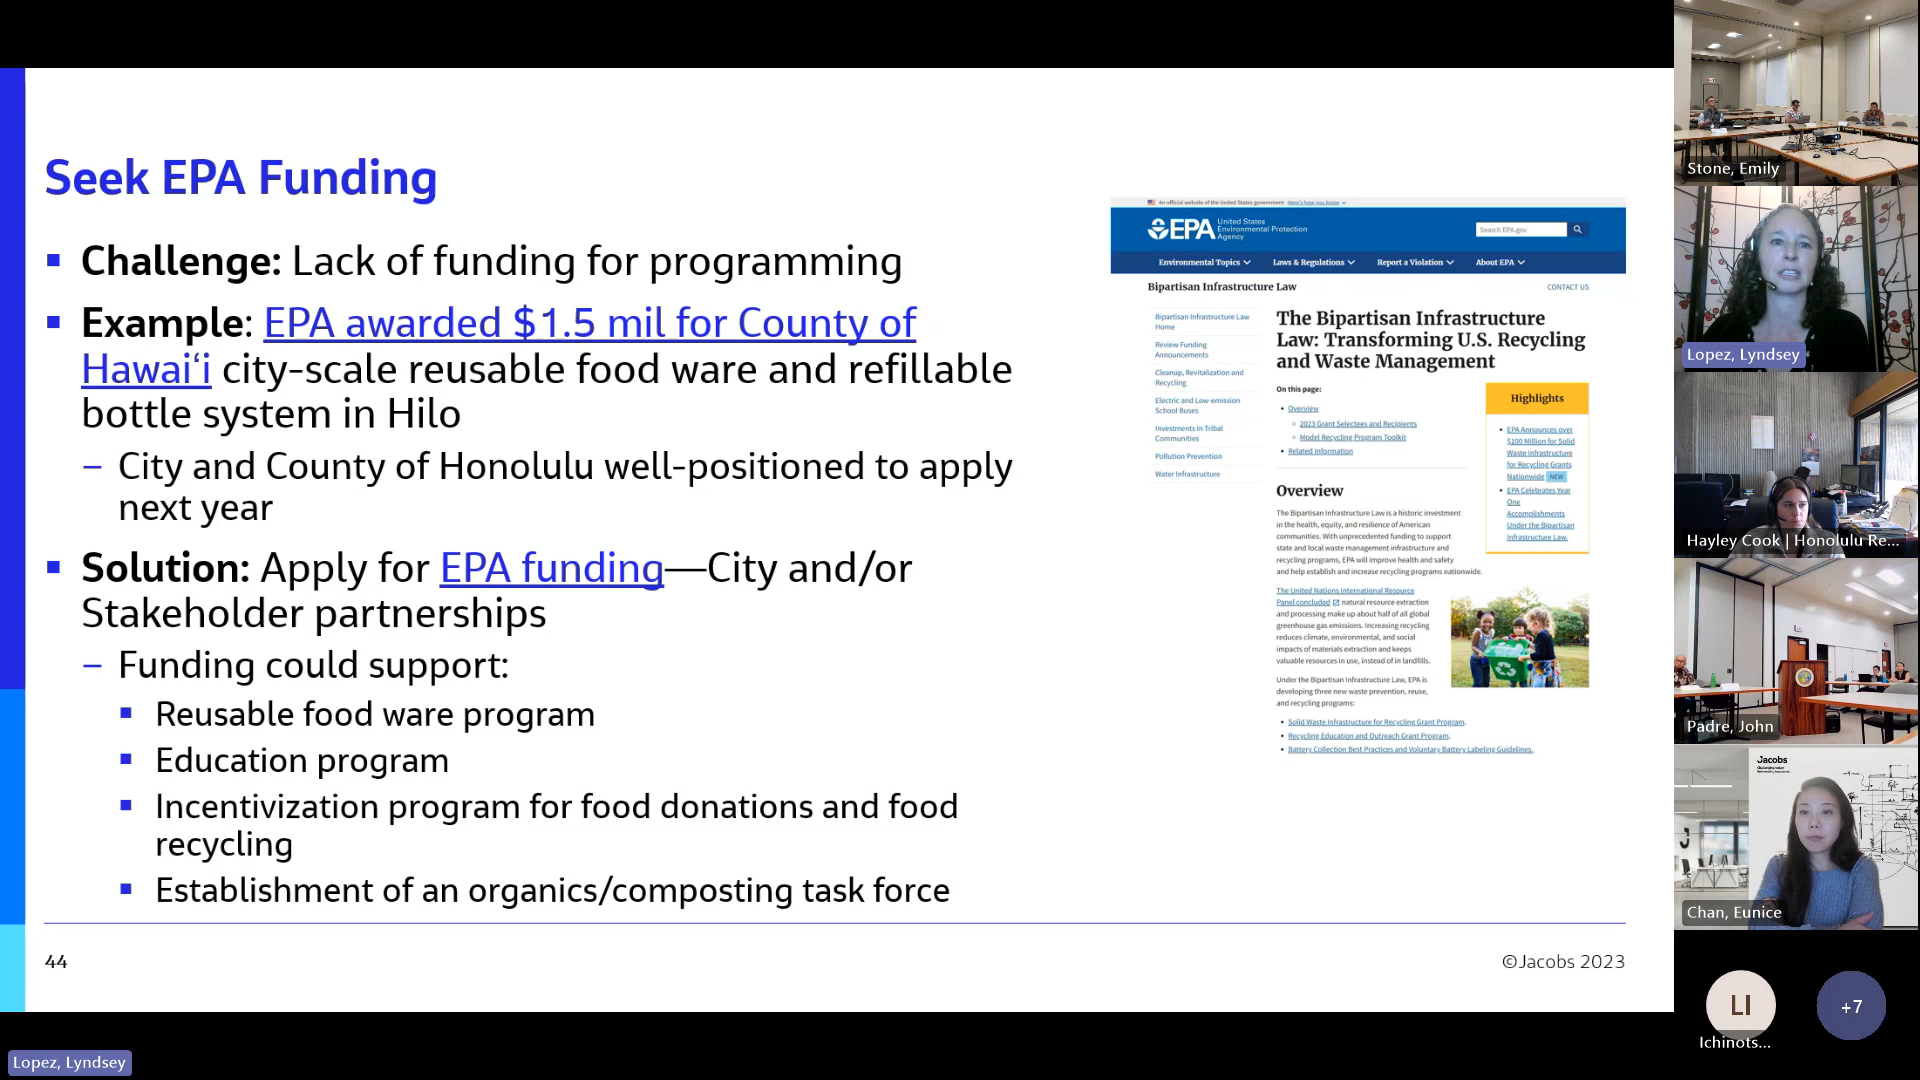 Seek EPA Funding
Challenge: Lack of funding for programming
Example: EPA awarded $1.5 mil for County of
Hawaiʻi city-scale reusable food ware and refillable
bottle system in Hilo
– City and County of Honolulu well-positioned to apply
next year
Solution: Apply for EPA funding—City and/or
Stakeholder partnerships
– Funding could support:
Reusable food ware program
Education program
Incentivization program for food donations and food
recycling
Establishment of an organics/composting task force
44
©Jacobs 2023
An official website of the United States government Here's how you know
EPA
United States
Environmental Protection
Agency
Search EPA.gov
Environmental Topics
Laws & Regulations
Report a Violation
About EPA
Bipartisan Infrastructure Law
CONTACT US
Bipartisan Infrastructure Law
Home
Review Funding
Announcements
Cleanup, Revitalization and
Recycling
Electric and Low-emission
School Buses
Investments in Tribal
Communities
Pollution Prevention
Water Infrastructure
The Bipartisan Infrastructure
Law: Transforming U.S. Recycling
and Waste Management
On this page:
Overview
2023 Grant Selectees and Recipients
Model Recycling Program Toolkit
Related Information
Highlights
EPA Announces over
$100 Million for Solid
Waste Infrastructure
for Recycling Grants
Nationwide NEW
EPA Celebrates Year
One
Accomplishments
Under the Bipartisan
Infrastructure Law.
Overview
The Bipartisan Infrastructure Law is a historic investment
in the health, equity, and resilience of American
communities. With unprecedented funding to support
state and local waste management infrastructure and
recycling programs, EPA will improve health and safety
and help establish and increase recycling programs nationwide.
The United Nations International Resource
Panel concluded natural resource extraction
and processing make up about half of all global
greenhouse gas emissions. Increasing recycling
reduces climate, environmental, and social
impacts of materials extraction and keeps
valuable resources in use, instead of in landfills.
Under the Bipartisan Infrastructure Law, EPA is
developing three new waste prevention, reuse,
and recycling programs:
Solid Waste Infrastructure for Recycling Grant Program.
Recycling Education and Outreach Grant Program.
Battery Collection Best Practices and Voluntary Battery Labeling Guidelines.
Stone, Emily
Lopez, Lyndsey
Hayley Cook | Honolulu Re...
Padre, John
Jacobs
Chan, Eunice
LI
Ichinots...
+7
Lopez, Lyndsey